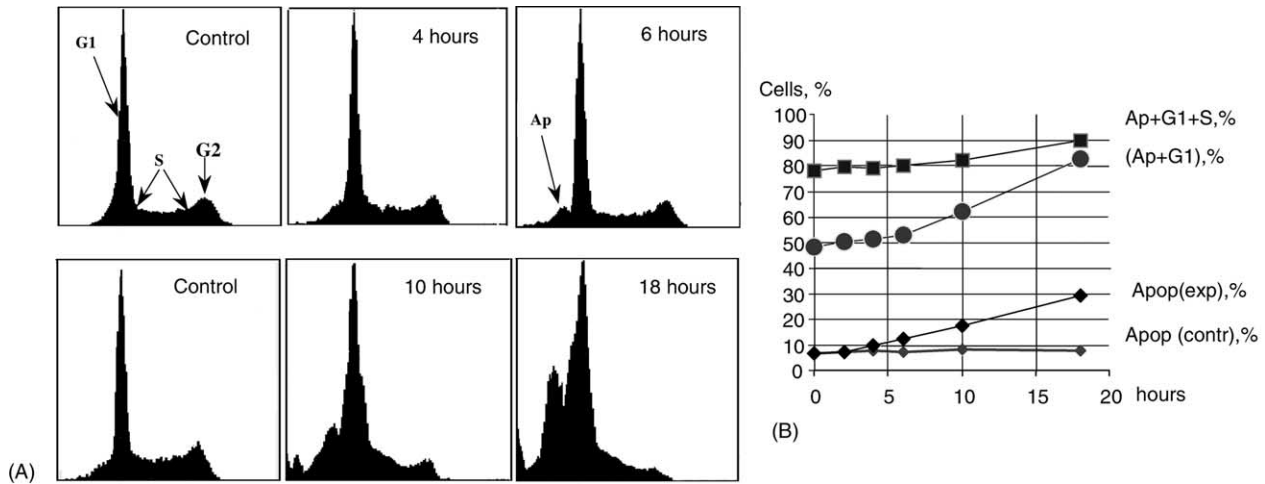 G1
Control
S
G2
4 hours
Ap
6 hours
Control
10 hours
18 hours
(A)
Cells, %
100
90
80
70
60
50
40
30
20
10
0
0 5 10 15 20
hours
Ap+G1+S,%
(Ap+G1),%
Apop(exp),%
Apop (contr),%
(B)